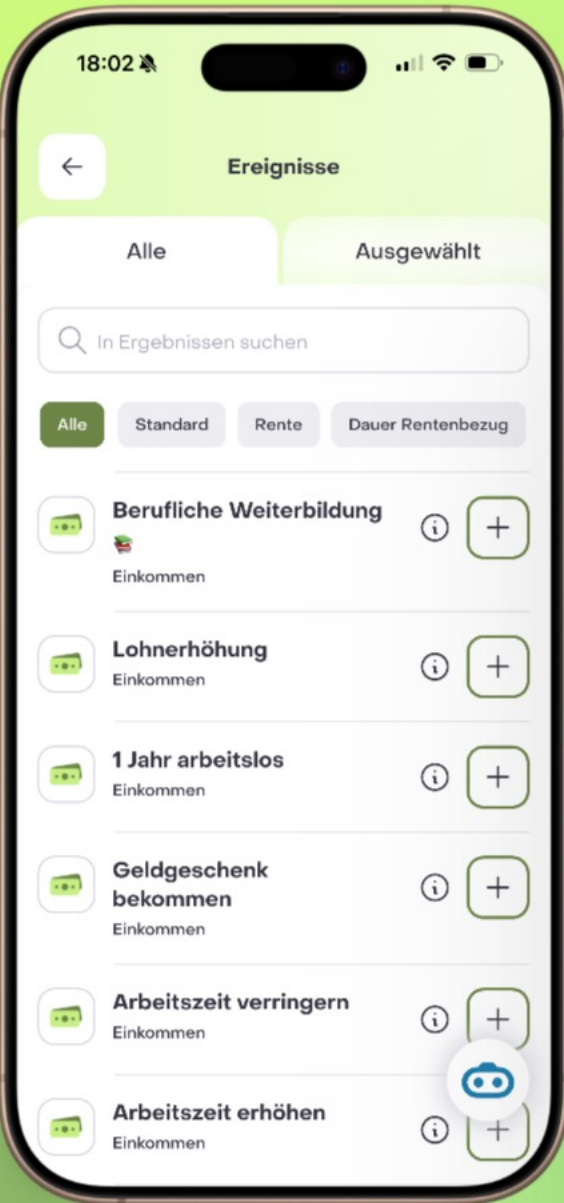 18:02
Ereignisse
Alle
Ausgewählt
In Ergebnissen suchen
Alle
Standard
Rente
Dauer Rentenbezug
Berufliche Weiterbildung
Einkommen
Lohnerhöhung
Einkommen
1 Jahr arbeitslos
Einkommen
Geldgeschenk
bekommen
Einkommen
Arbeitszeit verringern
Einkommen
Arbeitszeit erhöhen
Einkommen